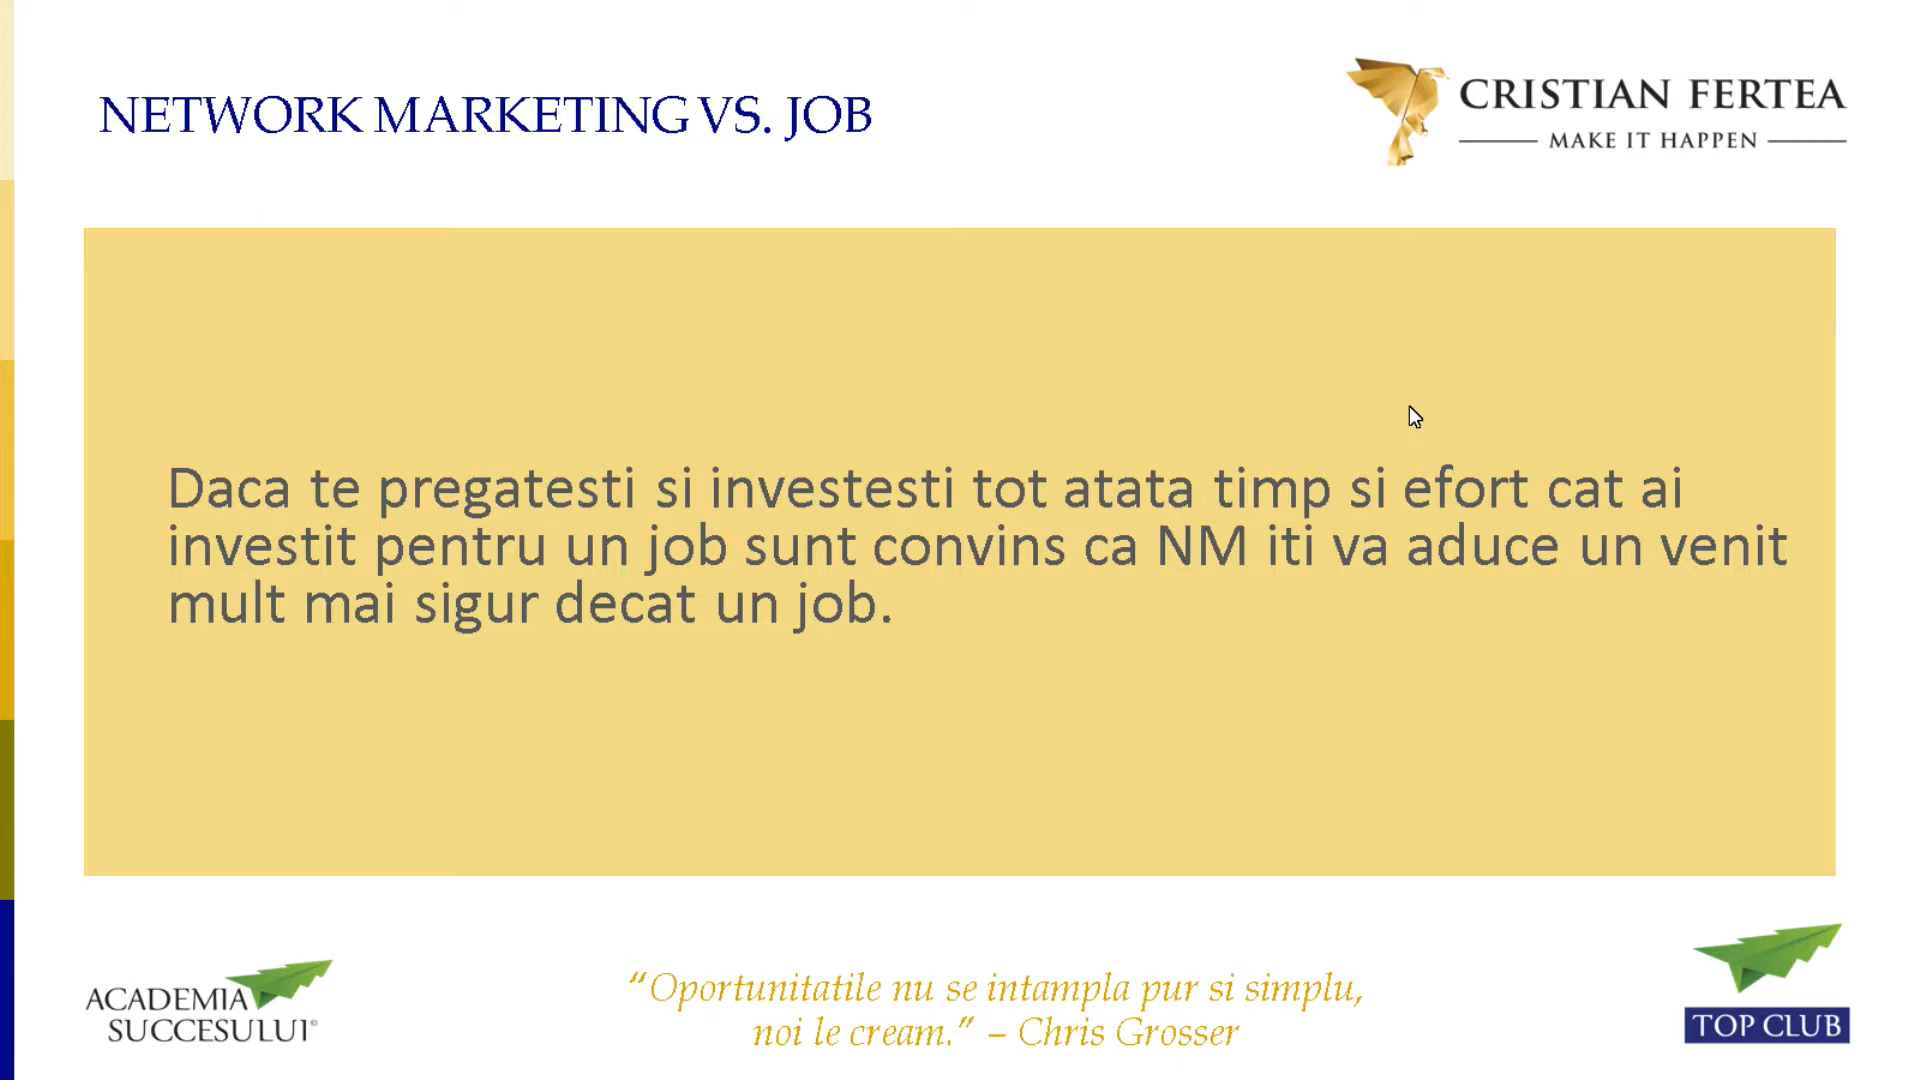 NETWORK MARKETING VS. JOB
CRISTIAN FERTEA
MAKE IT HAPPEN
Daca te pregatesti si investesti tot atata timp si efort cat ai
investit pentru un job sunt convins ca NM iti va aduce un venit
mult mai sigur decat un job.
ACADEMIA
SUCCESULUI©
“Oportunitatile nu se intampla pur si simplu,
noi le cream.” – Chris Grosser
TOP CLUB